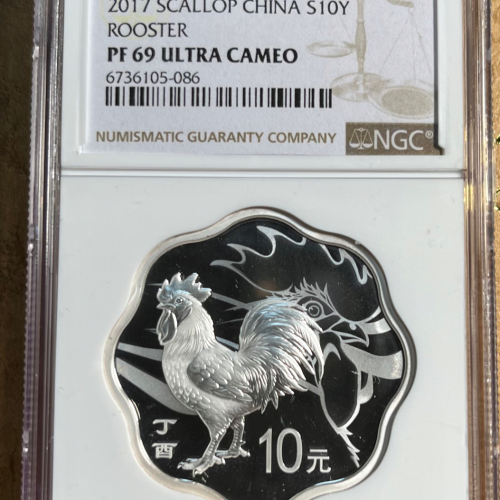 2017 SCALLOP CHINA S10Y
ROOSTER
PF 69 ULTRA CAMEO
6736105-086
NUMISMATIC GUARANTY COMPANY
NGC®
丁
酉
10元